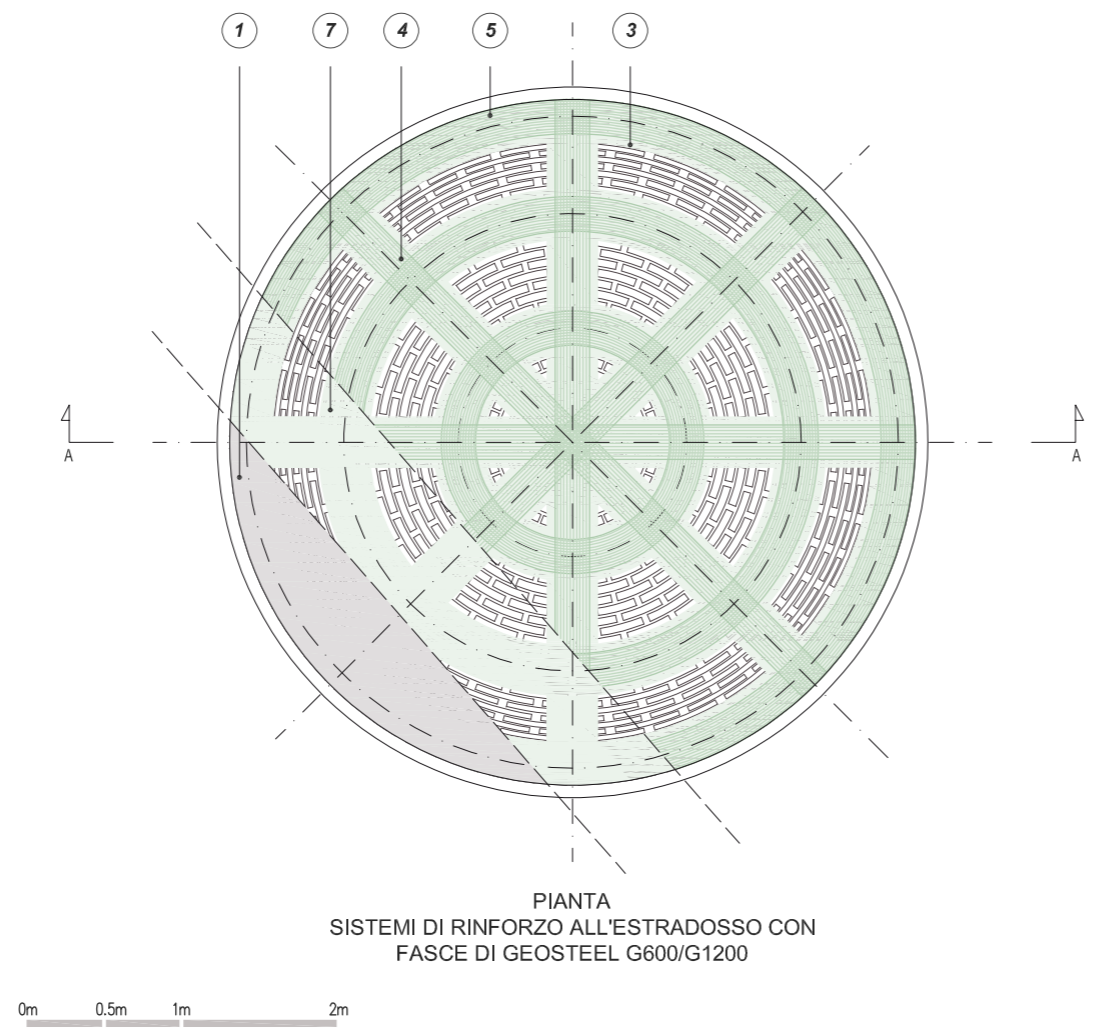 1 7 4 5 3
A A
PIANTA
SISTEMI DI RINFORZO ALL'ESTRADOSSO CON
FASCE DI GEOSTEEL G600/G1200
0m 0.5m 1m 2m